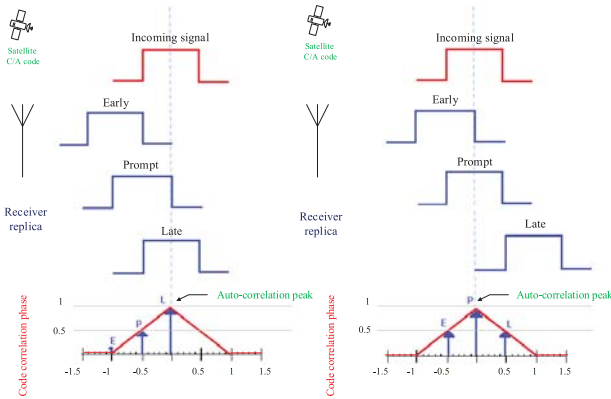 Satellite
C/A code
Incoming signal
Early
Prompt
Receiver
replica
Late
Code correlation phase
1
0.5
L
P
E
Auto-correlation peak
-1.5
-1
-0.5
0
0.5
1
1.5
Satellite
C/A code
Incoming signal
Early
Prompt
Receiver
replica
Late
Code correlation phase
1
0.5
P
E
L
Auto-correlation peak
-1.5
-1
-0.5
0
0.5
1
1.5